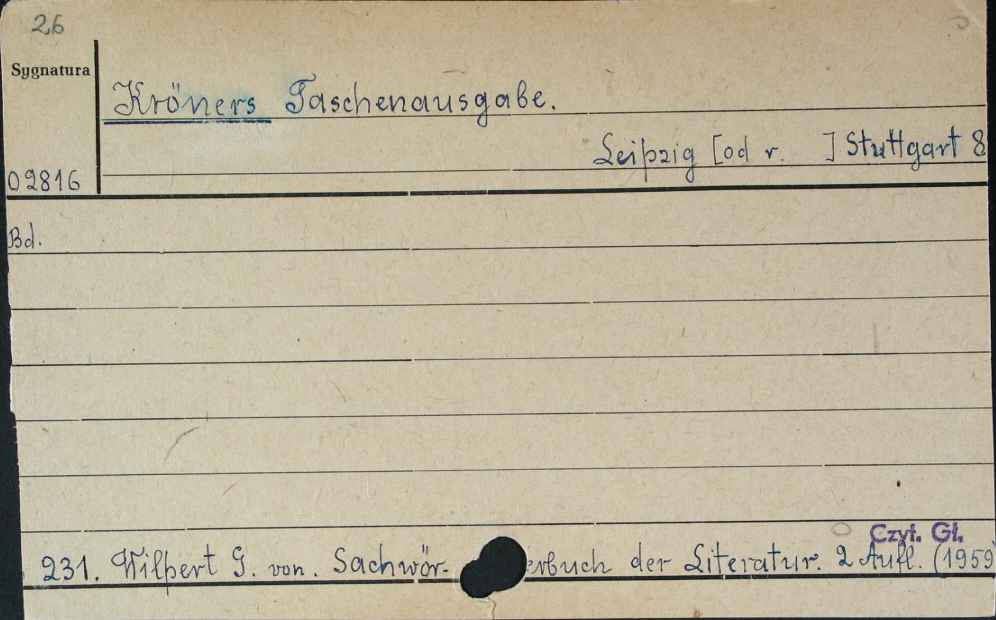 26
Sygnatura
Kröners Taschenausgabe.
Leipzig [od r. ] Stuttgart 8
02816
Bd.
Czyt. Gł.
231. Wilpert G. von. Sachwör- erbuch der Literatur. 2 Aufl. (1959)